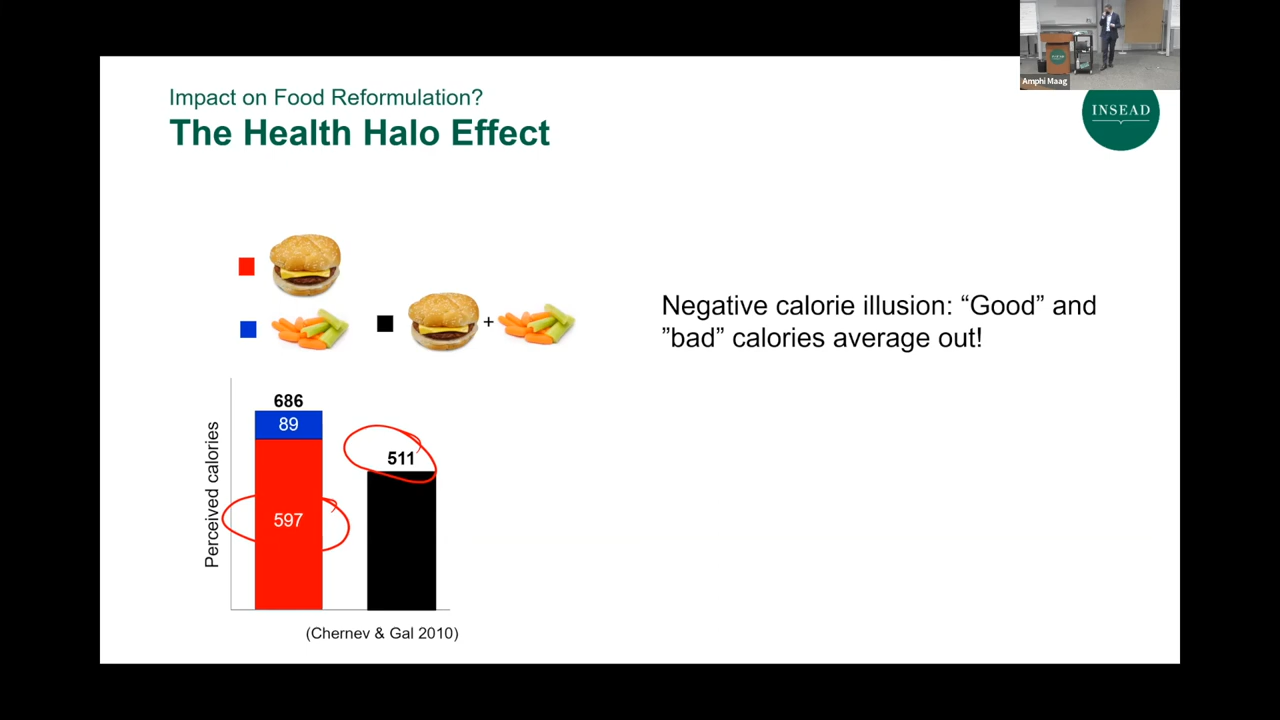 Amphi Maag
INSEAD
Impact on Food Reformulation?
The Health Halo Effect
+
Negative calorie illusion: “Good” and
”bad” calories average out!
686
89
597
511
Perceived calories
(Chernev & Gal 2010)